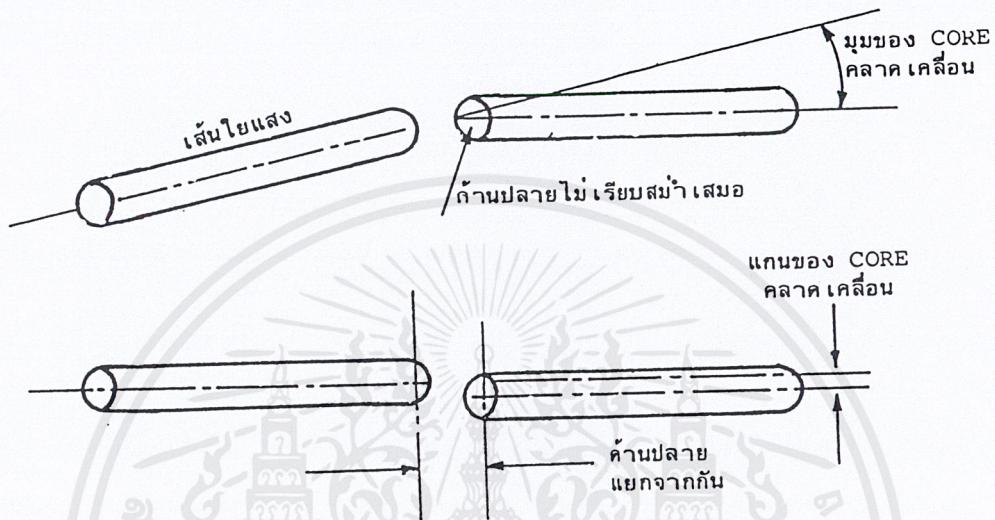 มุมของ CORE
คลาดเคลื่อน
เส้นใยแสง
ก้านปลายไม่เรียบสม่ำเสมอ
แกนของ CORE
คลาดเคลื่อน
ด้านปลาย
แยกจากกัน